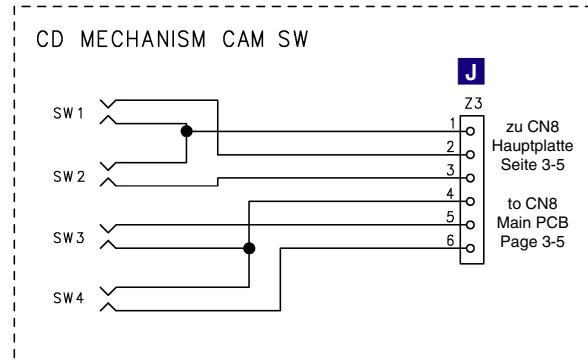 CD MECHANISM CAM SW
J
Z3
SW1
SW2
SW3
SW4
1
2
3
4
5
6
zu CN8
Hauptplatte
Seite 3-5
to CN8
Main PCB
Page 3-5